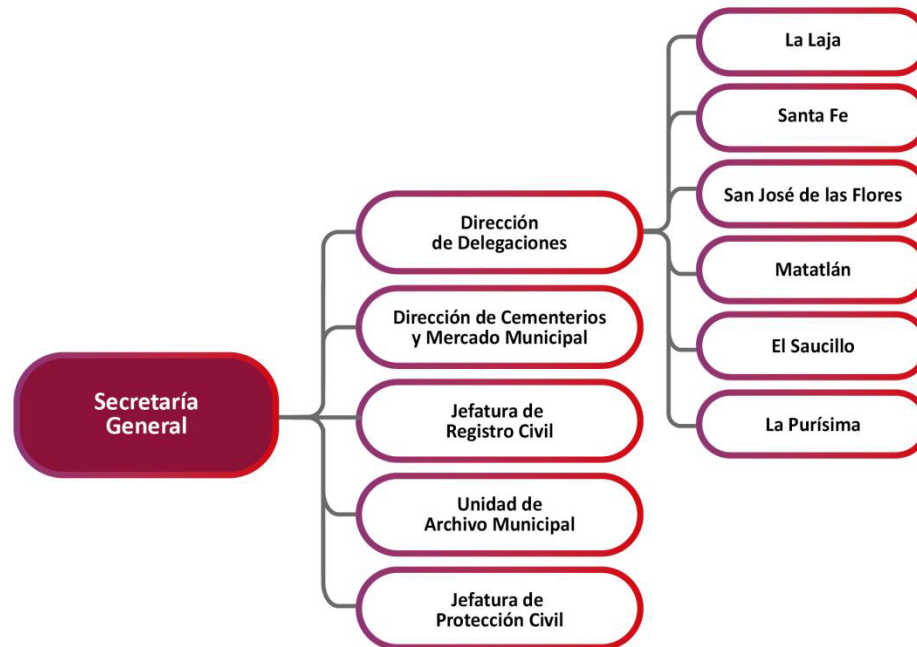 Secretaría
General
Dirección
de Delegaciones
Dirección de Cementerios
y Mercado Municipal
Jefatura de
Registro Civil
Unidad de
Archivo Municipal
Jefatura de
Protección Civil
La Laja
Santa Fe
San José de las Flores
Matatlán
El Saucillo
La Purísima